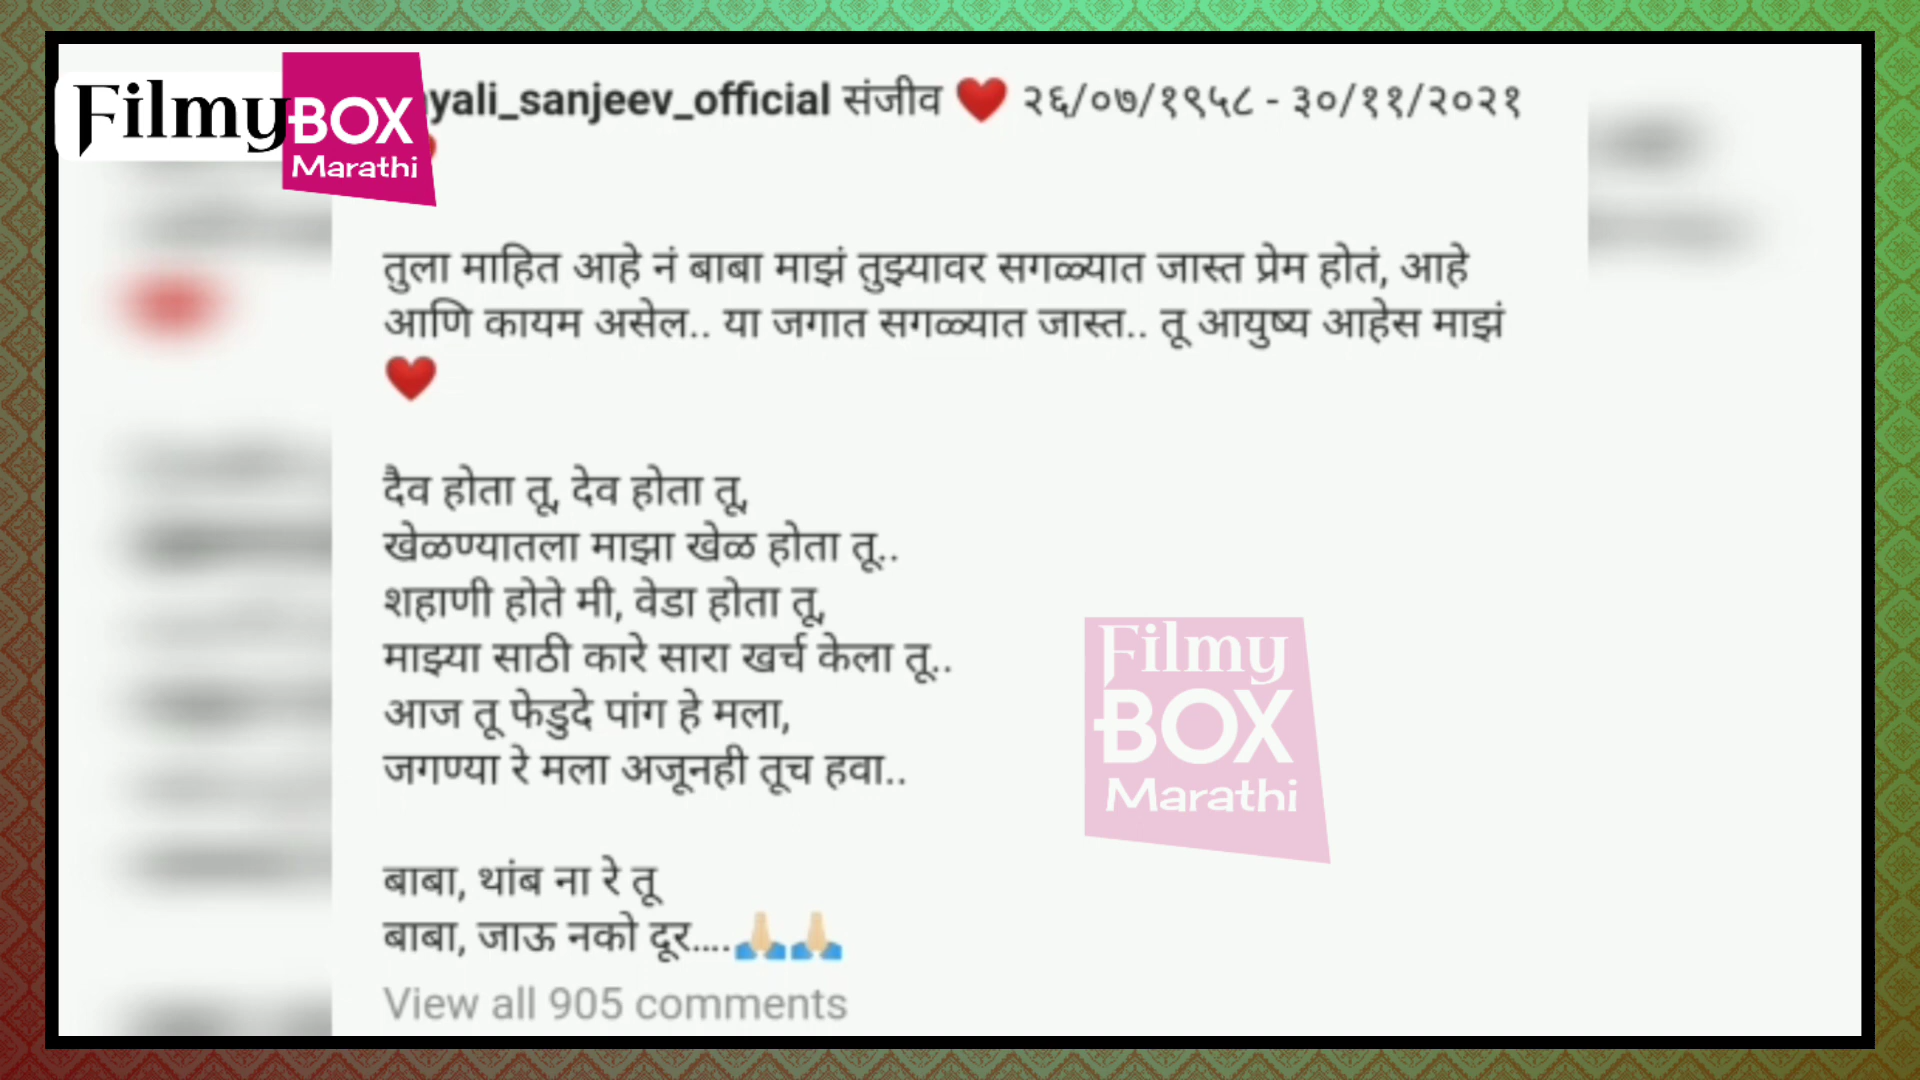 Filmy BOX
Marathi
yali_sanjeev_official संजीव ❤️ २६/०७/१९५८ - ३०/११/२०२१
तुला माहित आहे नं बाबा माझं तुझ्यावर सगळ्यात जास्त प्रेम होतं, आहे
आणि कायम असेल.. या जगात सगळ्यात जास्त.. तू आयुष्य आहेस माझं
❤️
दैव होता तू, देव होता तू,
खेळण्यातला माझा खेळ होता तू..
शहाणी होते मी, वेडा होता तू,
माझ्या साठी कारे सारा खर्च केला तू..
आज तू फेडुदे पांग हे मला,
जगण्या रे मला अजूनही तूच हवा..
बाबा, थांब ना रे तू
बाबा, जाऊ नको दूर....🙏🏼🙏🏼
View all 905 comments
Filmy
BOX
Marathi